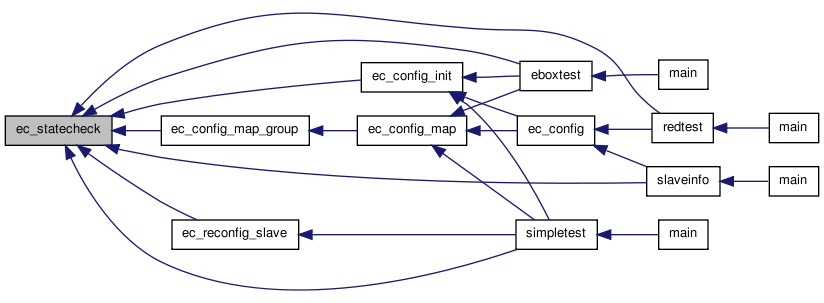 ec_config_init
eboxtest
main
ec_statecheck
ec_config_map_group
ec_config_map
ec_config
redtest
main
slaveinfo
main
ec_reconfig_slave
simpletest
main